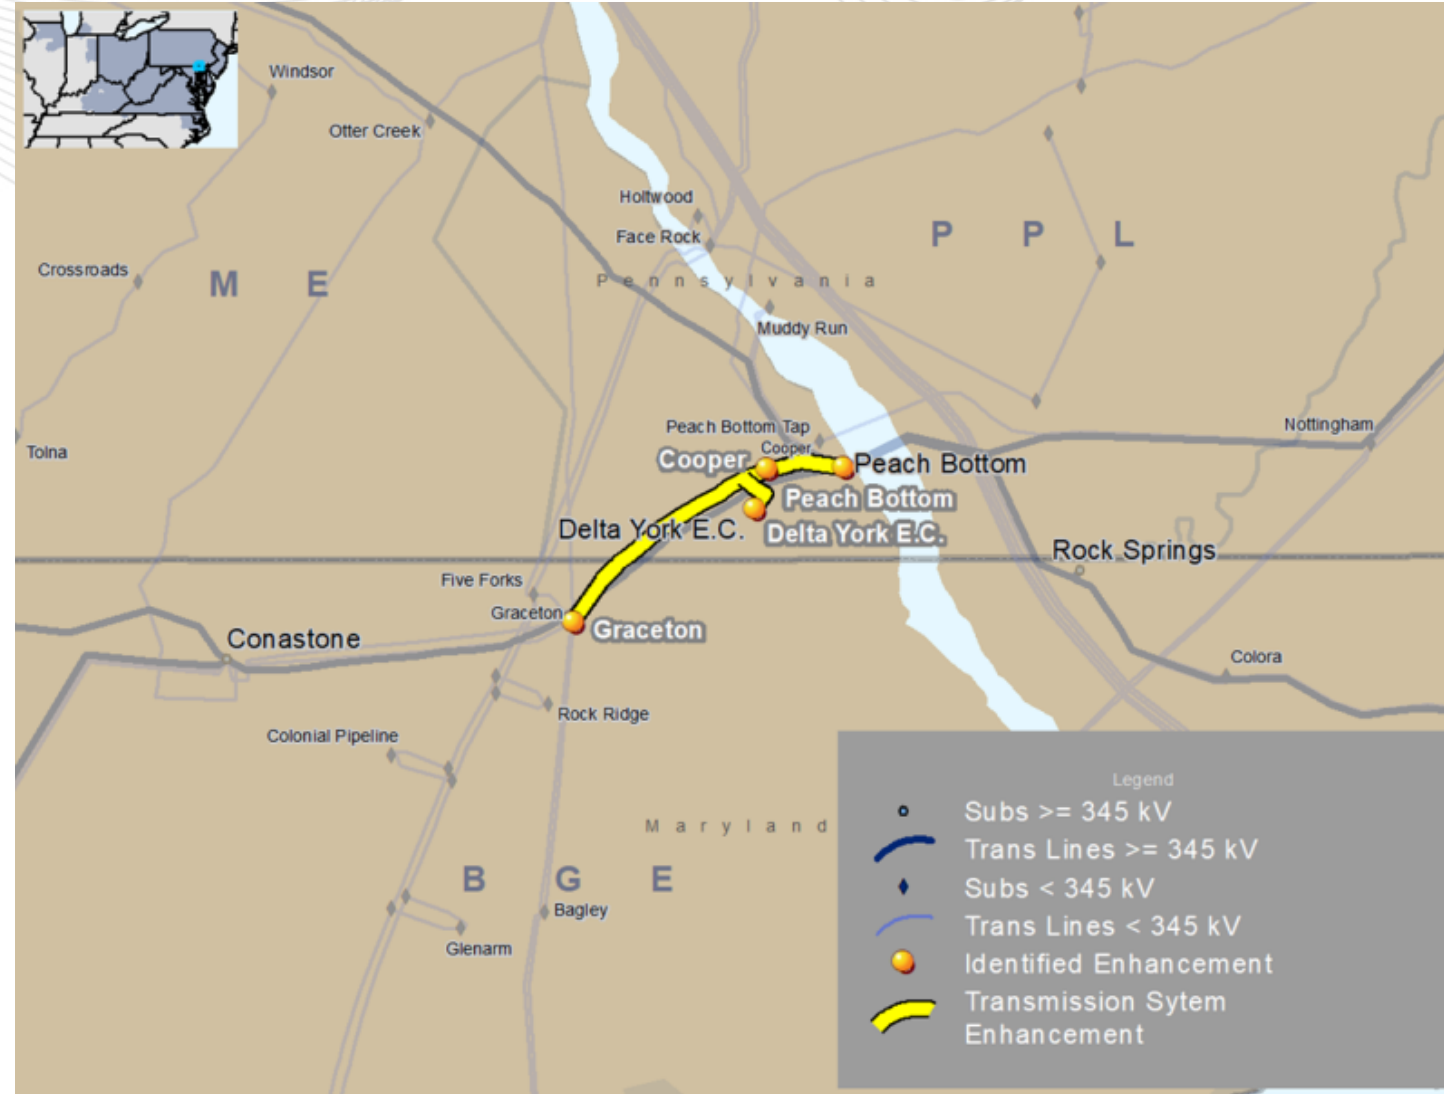 Windsor
Otter Creek
Holtwood
Face Rock
P P L
Crossroads
M E
Pennsylvania
Muddy Run
Peach Bottom Tap
Nottingham
Cooper
Tolna
Cooper
Peach Bottom
Peach Bottom
Delta York E.C.
Delta York E.C.
Rock Springs
Five Forks
Graceton
Graceton
Conastone
Colora
Rock Ridge
Colonial Pipeline
Maryland
B G E
Bagley
Glenarm
Legend
Subs >= 345 kV
Trans Lines >= 345 kV
Subs < 345 kV
Trans Lines < 345 kV
Identified Enhancement
Transmission Sytem
Enhancement